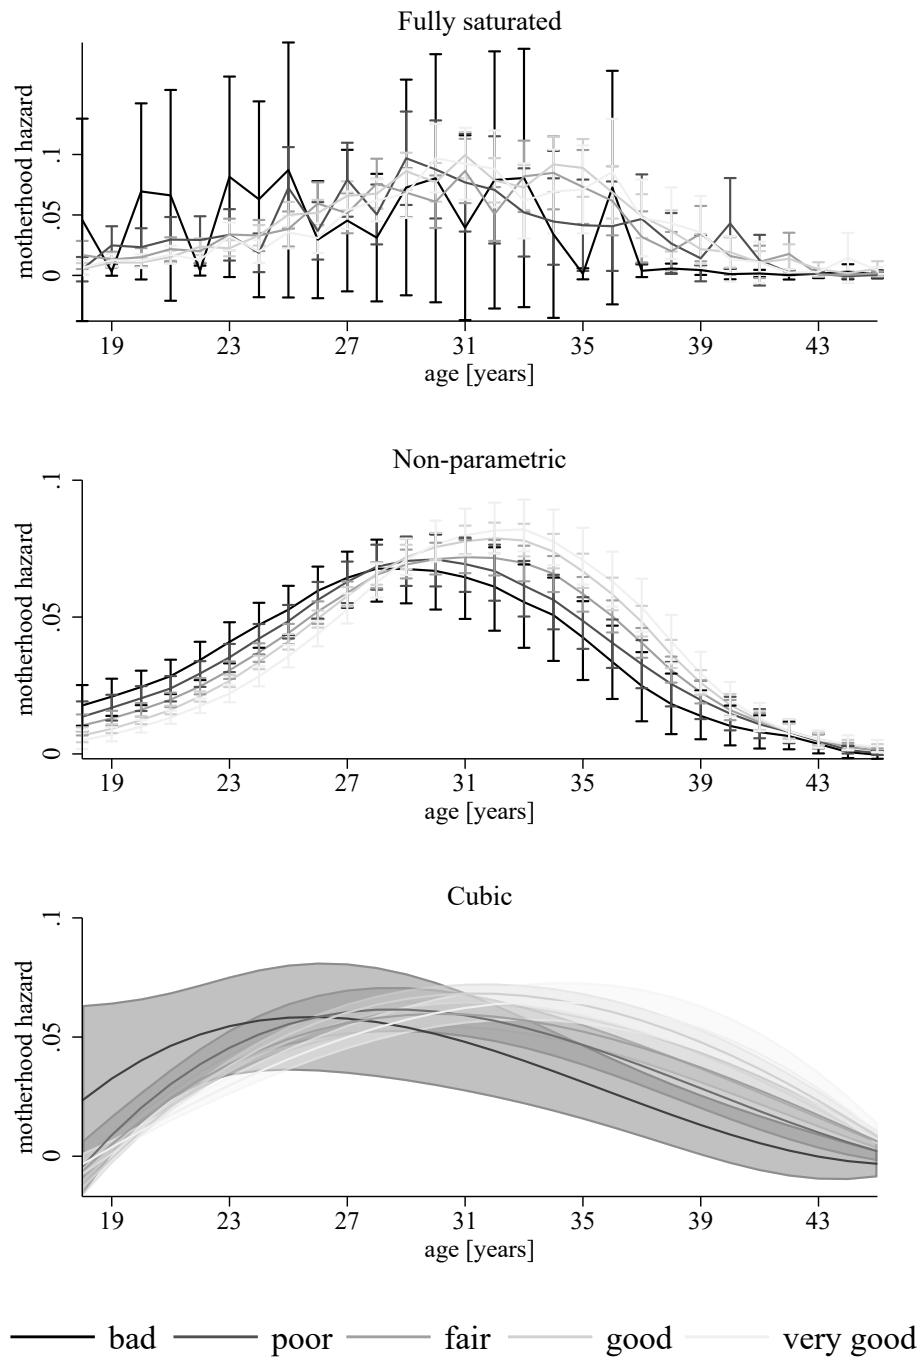 Fully saturated
motherhood hazard
.1
.05
0
19 23 27 31 35 39 43
age [years]
Non-parametric
motherhood hazard
.1
.05
0
19 23 27 31 35 39 43
age [years]
Cubic
motherhood hazard
.1
.05
0
19 23 27 31 35 39 43
age [years]
bad poor fair good very good